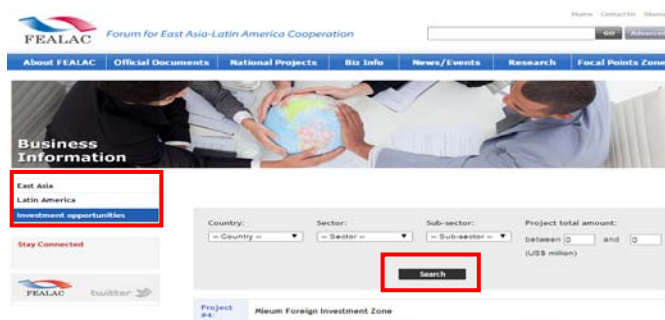 Home Contact Us
FEALAC Forum for East Asia-Latin America Cooperation
GO Advanced
About FEALAC Official Documents National Projects Biz Info News/Events Research Focal Points Zone
Business
Information
East Asia
Latin America
Investment opportunities
Country: Sector: Sub-sector: Project total amount:
-- Country -- -- Sector -- -- Sub-sector -- between 0 and 0
(US$ million)
Stay Connected
Search
FEALAC twitter
Project
#4: Mieum Foreign Investment Zone